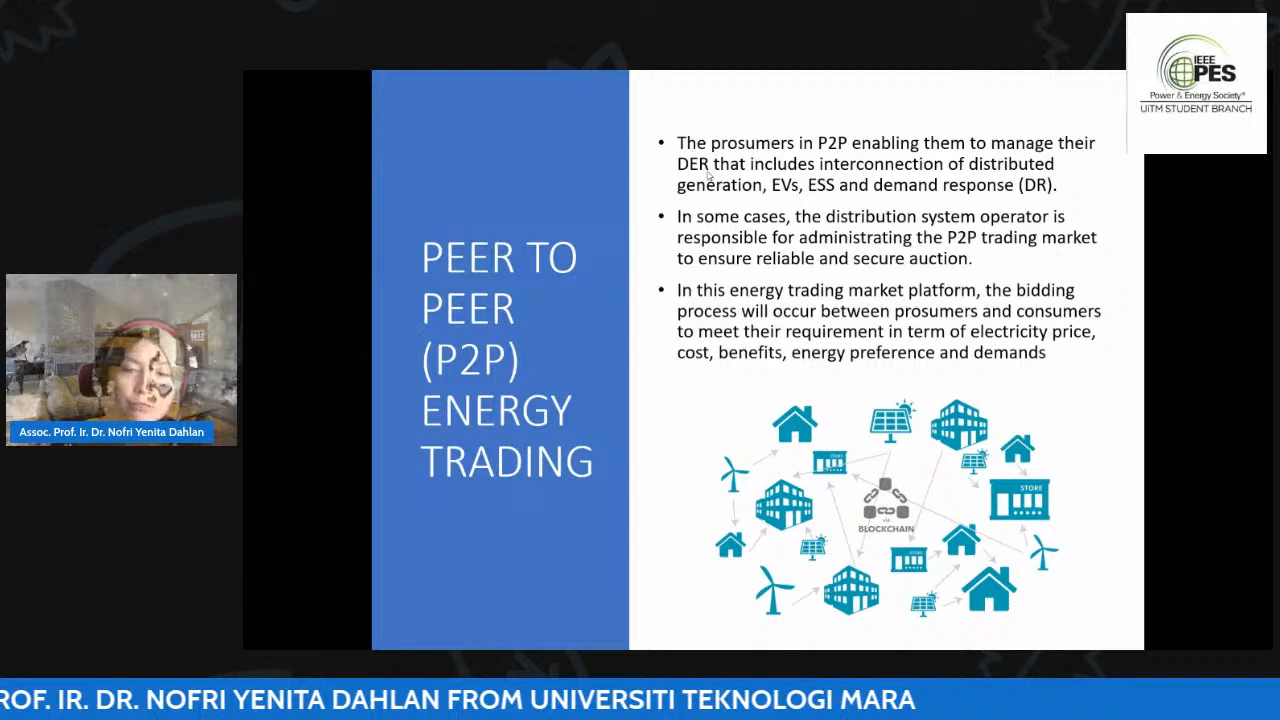 IEEE
PES
Power & Energy Society®
UiTM STUDENT BRANCH
PEER TO
PEER
(P2P)
ENERGY
TRADING
• The prosumers in P2P enabling them to manage their
DER that includes interconnection of distributed
generation, EVs, ESS and demand response (DR).
• In some cases, the distribution system operator is
responsible for administrating the P2P trading market
to ensure reliable and secure auction.
• In this energy trading market platform, the bidding
process will occur between prosumers and consumers
to meet their requirement in term of electricity price,
cost, benefits, energy preference and demands
STORE
STORE
BLOCKCHAIN
STORE
Assoc. Prof. Ir. Dr. Nofri Yenita Dahlan
ROF. IR. DR. NOFRI YENITA DAHLAN FROM UNIVERSITI TEKNOLOGI MARA